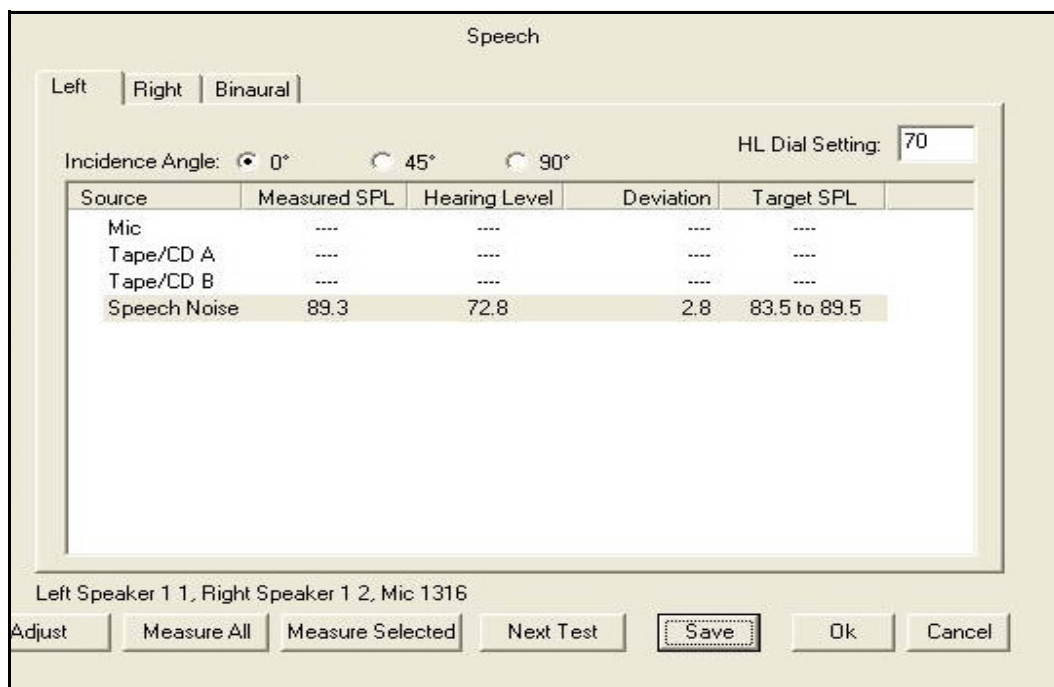 Speech
Left Right Binaural
Incidence Angle: 0° 45° 90° HL Dial Setting: 70
Source Measured SPL Hearing Level Deviation Target SPL
Mic ---- ---- ---- ----
Tape/CD A ---- ---- ---- ----
Tape/CD B ---- ---- ---- ----
Speech Noise 89.3 72.8 2.8 83.5 to 89.5
Left Speaker 1 1, Right Speaker 1 2, Mic 1316
Adjust Measure All Measure Selected Next Test Save Ok Cancel